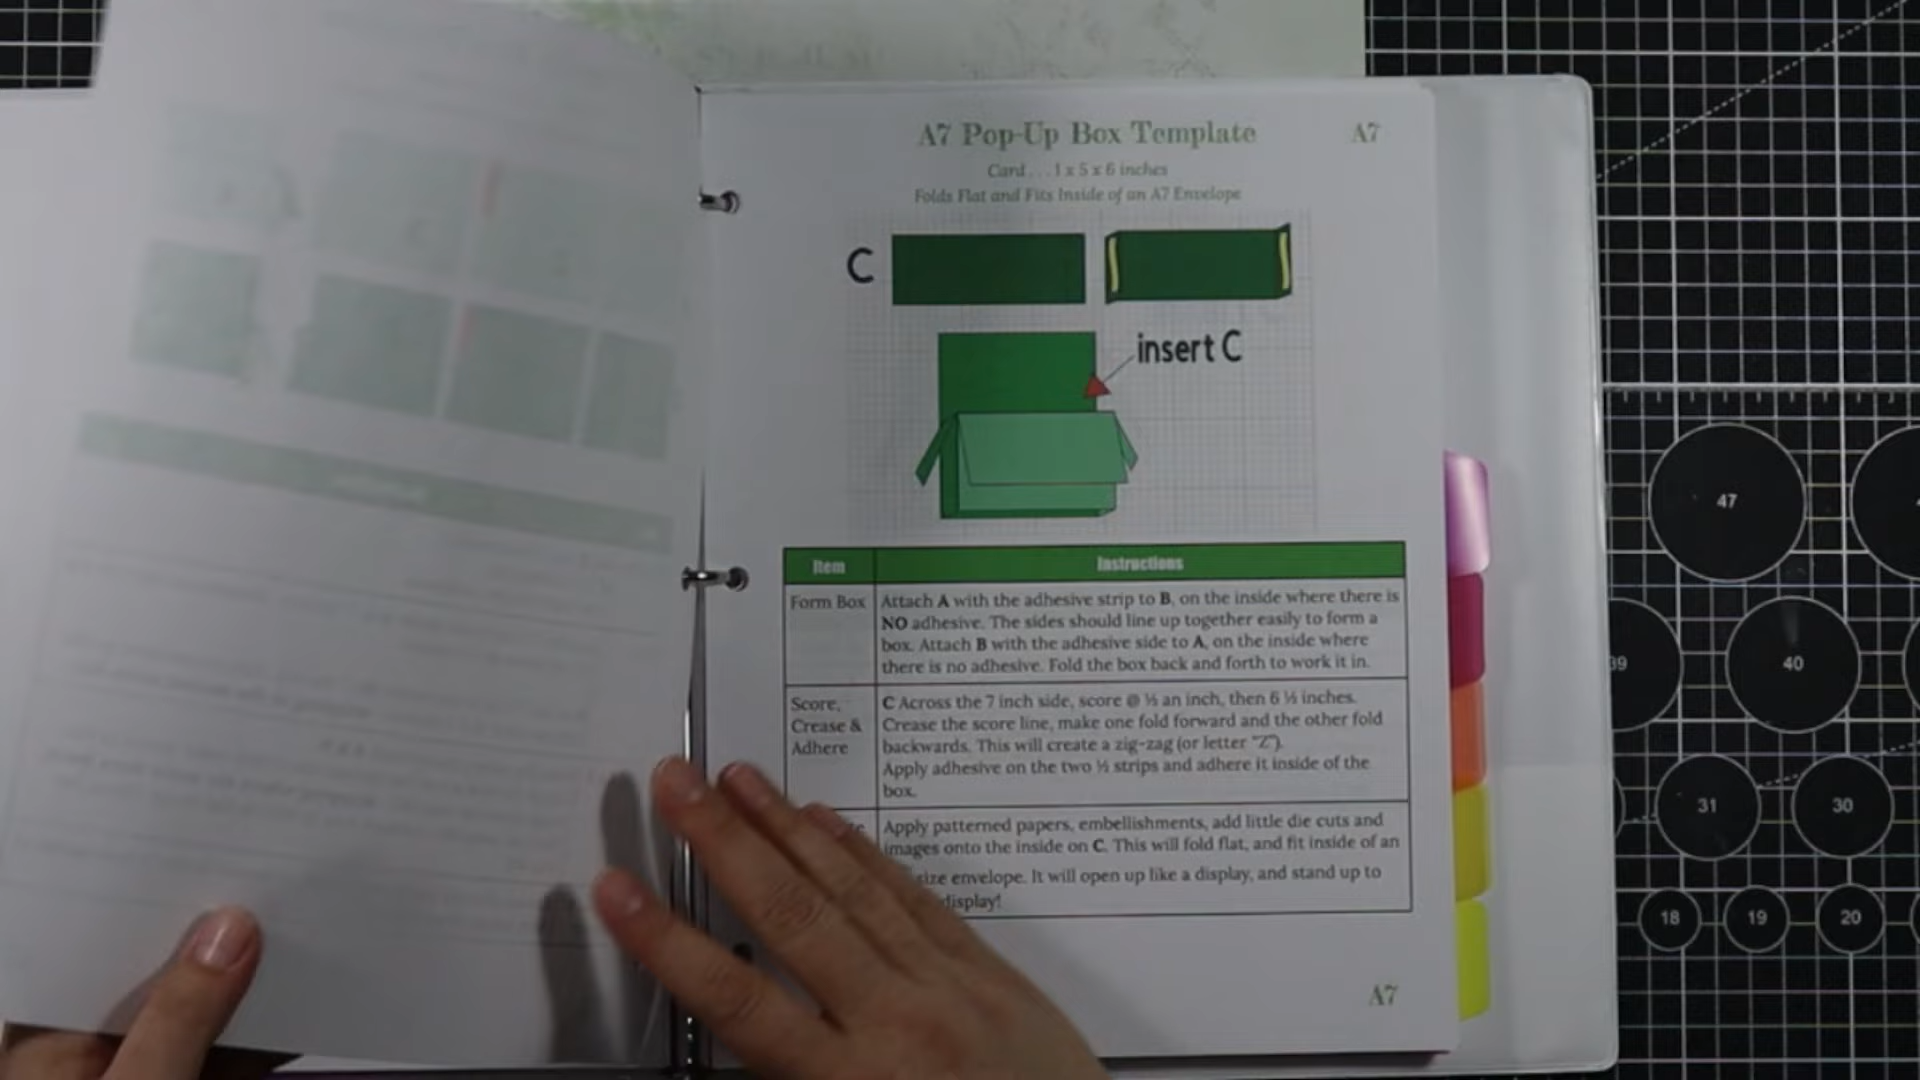 A7 Pop-Up Box Template A7
Card . . . 1 x 5 x 6 inches
Folds Flat and Fits Inside of an A7 Envelope
C
insert C
Item Instructions
Form Box Attach A with the adhesive strip to B, on the inside where there is
NO adhesive. The sides should line up together easily to form a
box. Attach B with the adhesive side to A, on the inside where
there is no adhesive. Fold the box back and forth to work it in.
Score, C Across the 7 inch side, score @ ½ an inch, then 6 ½ inches.
Crease & Crease the score line, make one fold forward and the other fold
Adhere backwards. This will create a zig-zag (or letter "Z").
Apply adhesive on the two ½ strips and adhere it inside of the
box.
Apply patterned papers, embellishments, add little die cuts and
images onto the inside on C. This will fold flat, and fit inside of an
size envelope. It will open up like a display, and stand up to
display!
A7
47
39 40
31 30
18 19 20